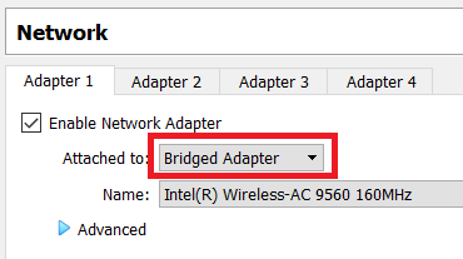 Network
Adapter 1 Adapter 2 Adapter 3 Adapter 4
Enable Network Adapter
Attached to: Bridged Adapter
Name: Intel(R) Wireless-AC 9560 160MHz
Advanced